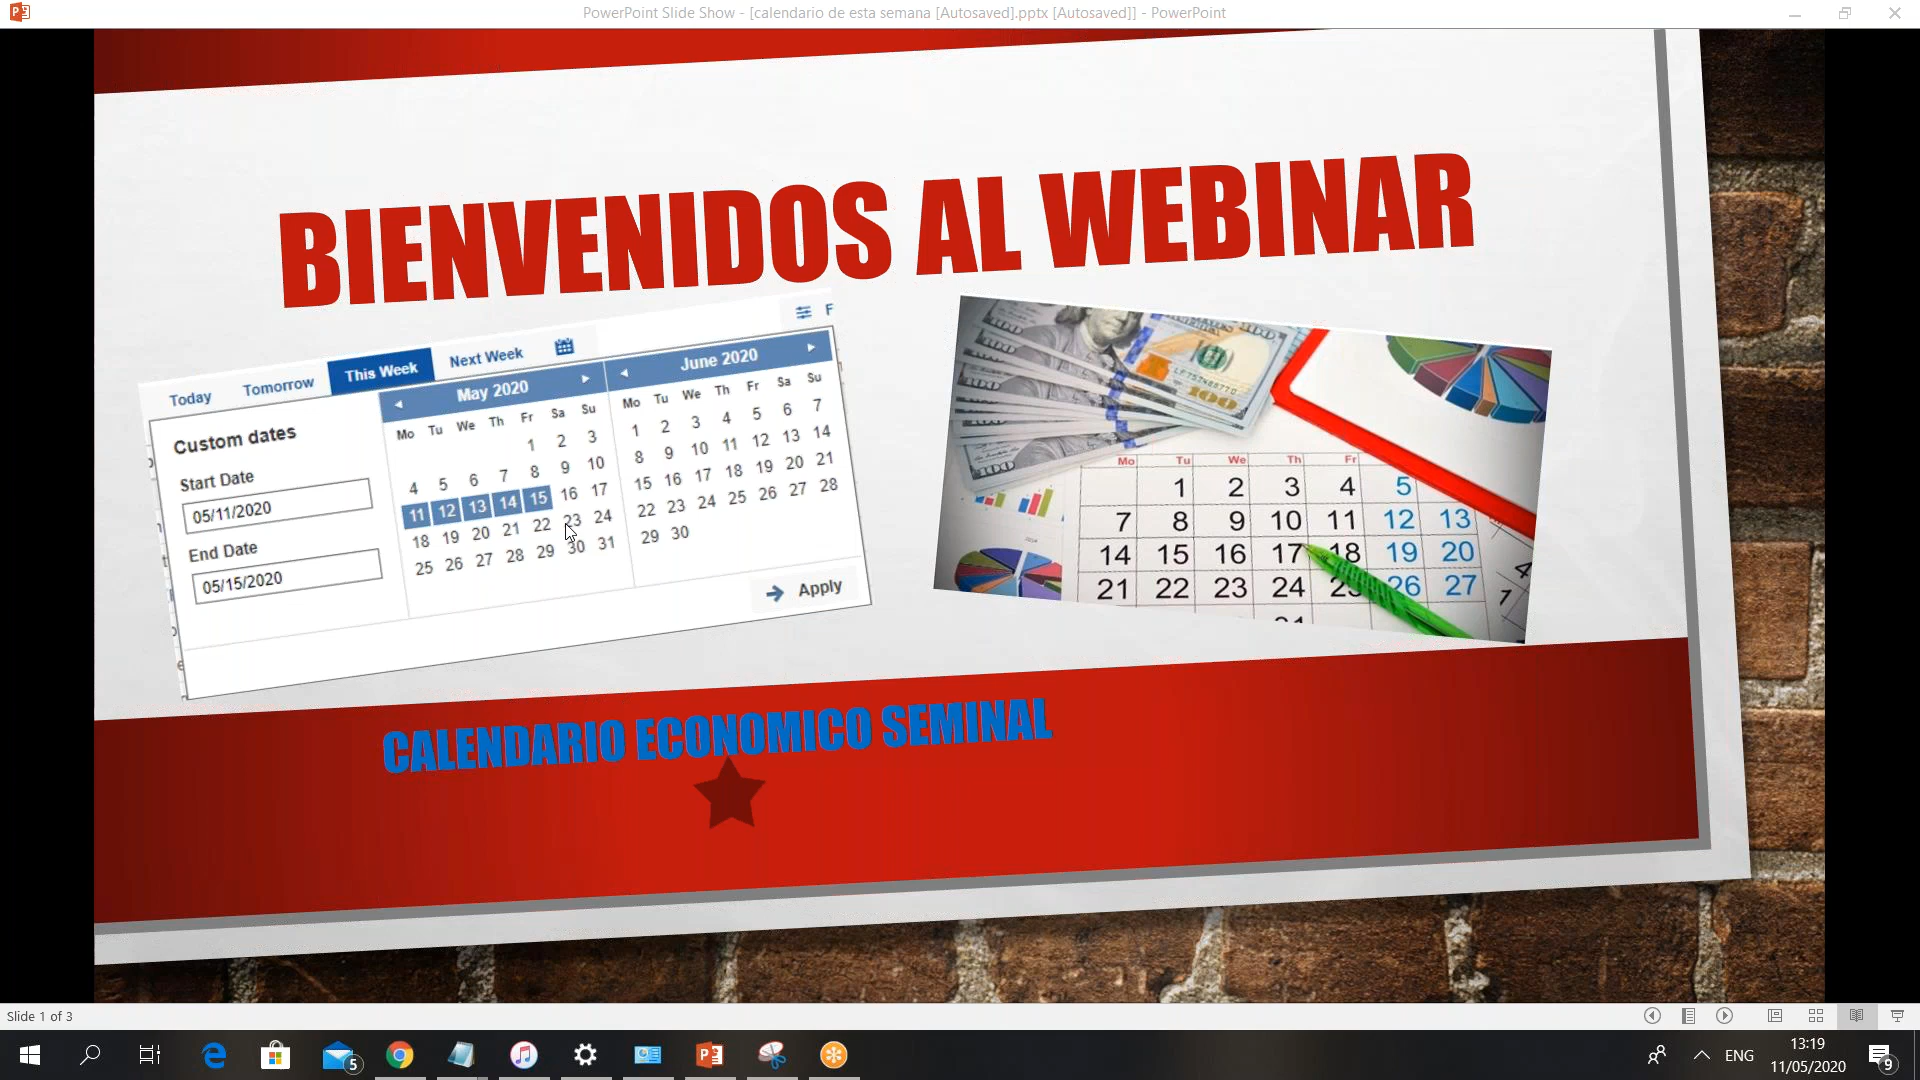 PowerPoint Slide Show - [calendario de esta semana [Autosaved].pptx [Autosaved]] - PowerPoint
BIENVENIDOS AL WEBINAR
Today Tomorrow This Week Next Week F
Custom dates
Start Date
05/11/2020
End Date
05/15/2020
May 2020
Mo Tu We Th Fr Sa Su
1 2 3
4 5 6 7 8 9 10
11 12 13 14 15 16 17
18 19 20 21 22 23 24
25 26 27 28 29 30 31
June 2020
Mo Tu We Th Fr Sa Su
1 2 3 4 5 6 7
8 9 10 11 12 13 14
15 16 17 18 19 20 21
22 23 24 25 26 27 28
29 30
Apply
100
100
100
100
LF75748877D
Mo Tu We Th Fr
1 2 3 4 5
7 8 9 10 11 12 13
14 15 16 17 18 19 20
21 22 23 24 25 26 27
CALENDARIO ECONOMICO SEMINAL
Slide 1 of 3
5
ENG
13:19
11/05/2020
9